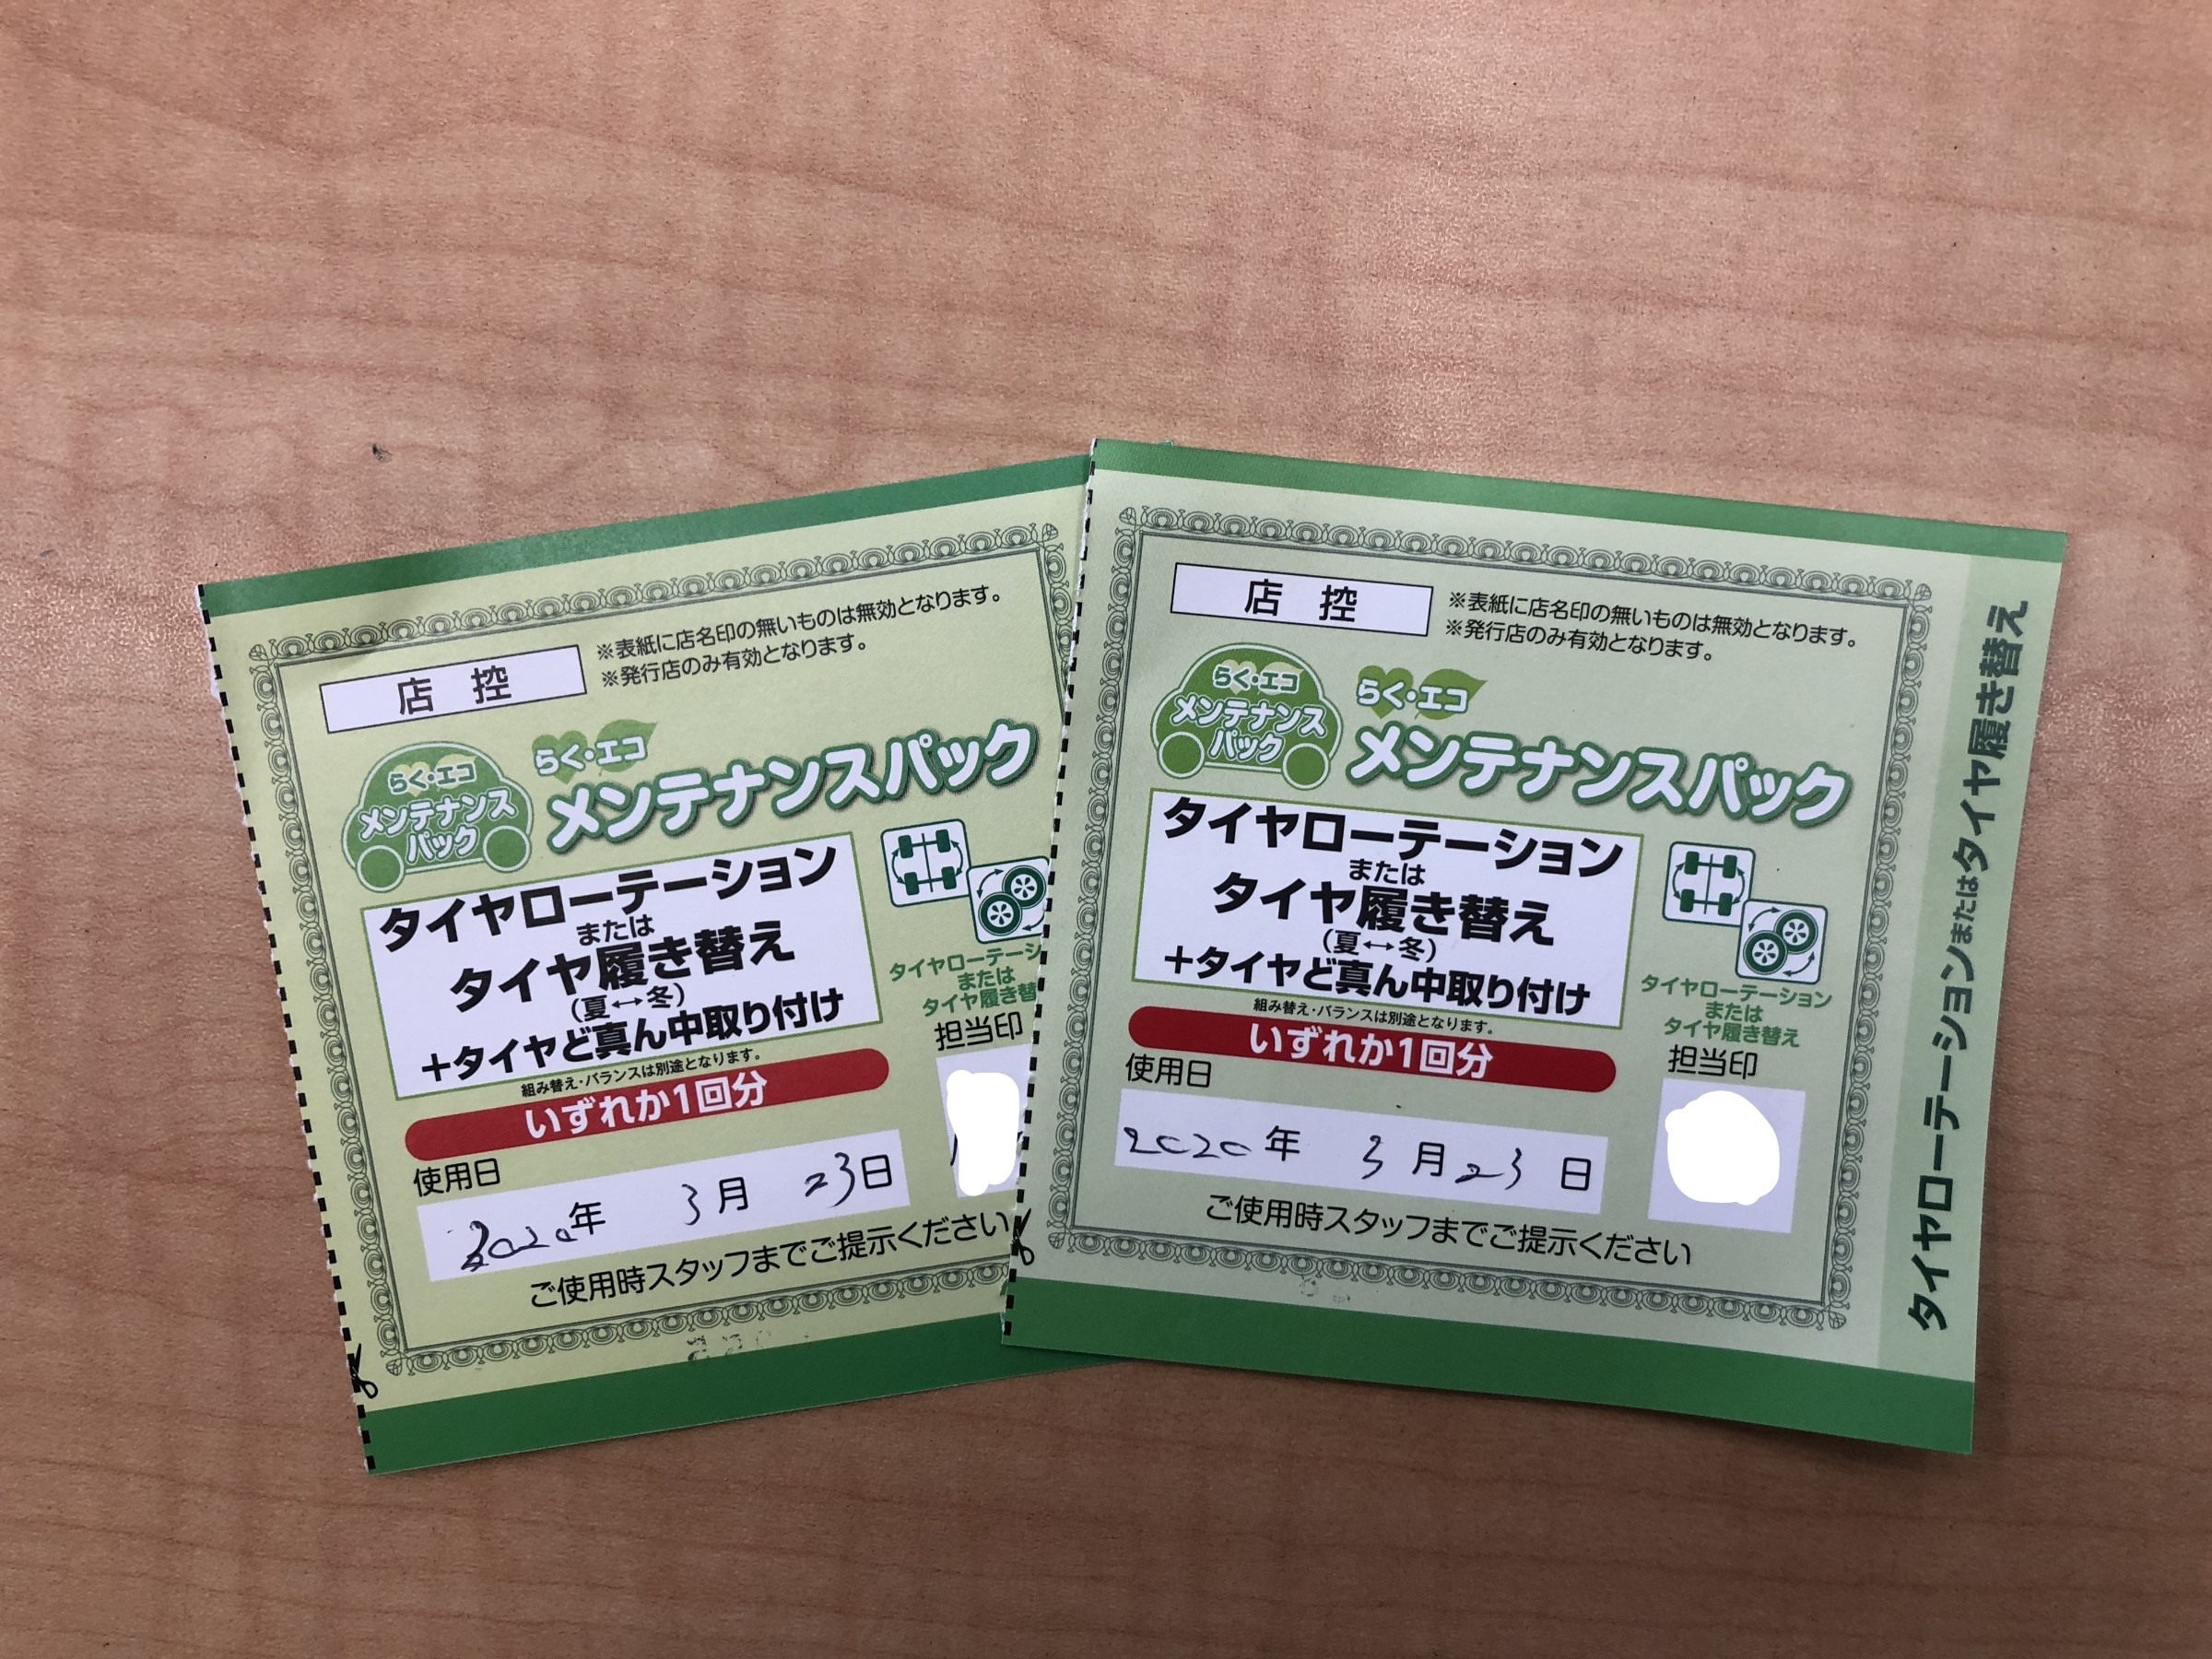 店 控
※表紙に店名印の無いものは無効となります。
※発行店のみ有効となります。
らく・エコ
メンテナンス
パック
らく・エコ
メンテナンスパック
タイヤローテーション
または
タイヤ履き替え
(夏↔冬)
+タイヤど真ん中取り付け
組み替え・バランスは別途となります。
いずれか1回分
タイヤローテーシ
または
タイヤ履き替
担当印
使用日
2020年 3月 23日
ご使用時スタッフまでご提示ください
店 控
※表紙に店名印の無いものは無効となります。
※発行店のみ有効となります。
らく・エコ
メンテナンス
パック
らく・エコ
メンテナンスパック
タイヤローテーション
または
タイヤ履き替え
(夏↔冬)
+タイヤど真ん中取り付け
組み替え・バランスは別途となります。
いずれか1回分
タイヤローテーション
または
タイヤ履き替え
担当印
使用日
2020年 3月23日
ご使用時スタッフまでご提示ください
タイヤローテーションまたはタイヤ履き替え